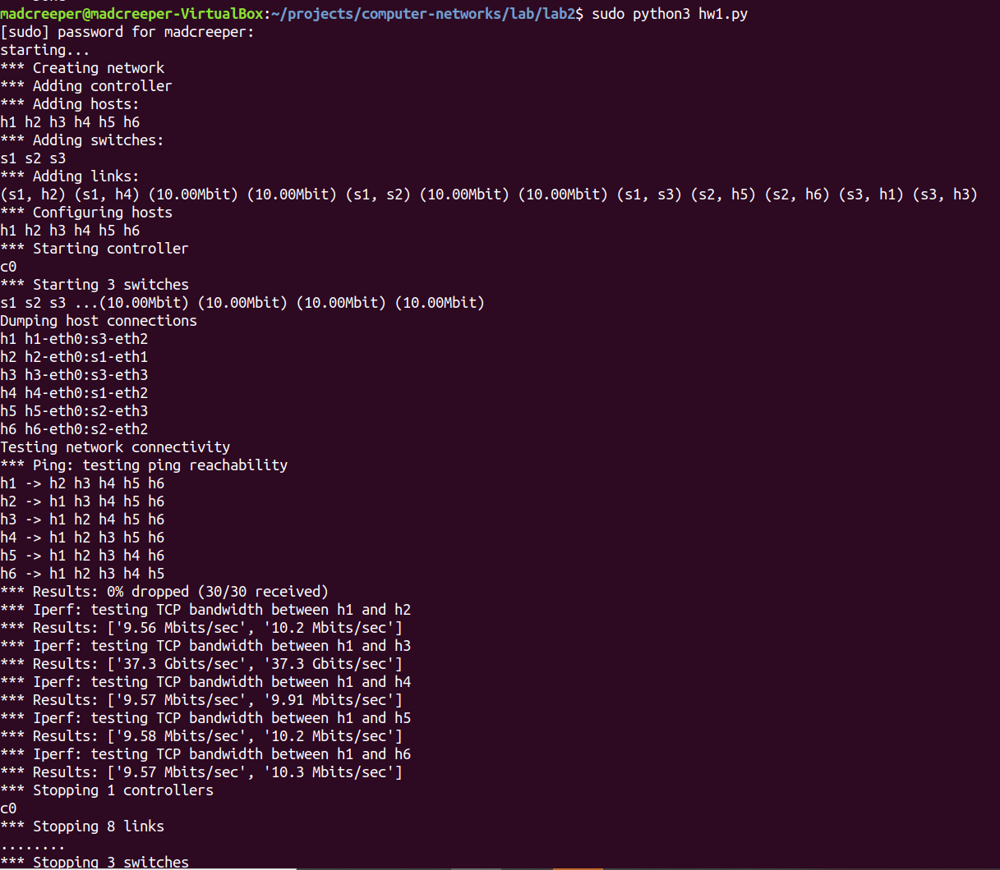 madcreeper@madcreeper-VirtualBox:~/projects/computer-networks/lab/lab2$ sudo python3 hw1.py
[sudo] password for madcreeper:
starting...
*** Creating network
*** Adding controller
*** Adding hosts:
h1 h2 h3 h4 h5 h6
*** Adding switches:
s1 s2 s3
*** Adding links:
(s1, h2) (s1, h4) (10.00Mbit) (10.00Mbit) (s1, s2) (10.00Mbit) (10.00Mbit) (s1, s3) (s2, h5) (s2, h6) (s3, h1) (s3, h3)
*** Configuring hosts
h1 h2 h3 h4 h5 h6
*** Starting controller
c0
*** Starting 3 switches
s1 s2 s3 ...(10.00Mbit) (10.00Mbit) (10.00Mbit) (10.00Mbit)
Dumping host connections
h1 h1-eth0:s3-eth2
h2 h2-eth0:s1-eth1
h3 h3-eth0:s3-eth3
h4 h4-eth0:s1-eth2
h5 h5-eth0:s2-eth3
h6 h6-eth0:s2-eth2
Testing network connectivity
*** Ping: testing ping reachability
h1 -> h2 h3 h4 h5 h6
h2 -> h1 h3 h4 h5 h6
h3 -> h1 h2 h4 h5 h6
h4 -> h1 h2 h3 h5 h6
h5 -> h1 h2 h3 h4 h6
h6 -> h1 h2 h3 h4 h5
*** Results: 0% dropped (30/30 received)
*** Iperf: testing TCP bandwidth between h1 and h2
*** Results: ['9.56 Mbits/sec', '10.2 Mbits/sec']
*** Iperf: testing TCP bandwidth between h1 and h3
*** Results: ['37.3 Gbits/sec', '37.3 Gbits/sec']
*** Iperf: testing TCP bandwidth between h1 and h4
*** Results: ['9.57 Mbits/sec', '9.91 Mbits/sec']
*** Iperf: testing TCP bandwidth between h1 and h5
*** Results: ['9.58 Mbits/sec', '10.2 Mbits/sec']
*** Iperf: testing TCP bandwidth between h1 and h6
*** Results: ['9.57 Mbits/sec', '10.3 Mbits/sec']
*** Stopping 1 controllers
c0
*** Stopping 8 links
........
*** Stopping 3 switches